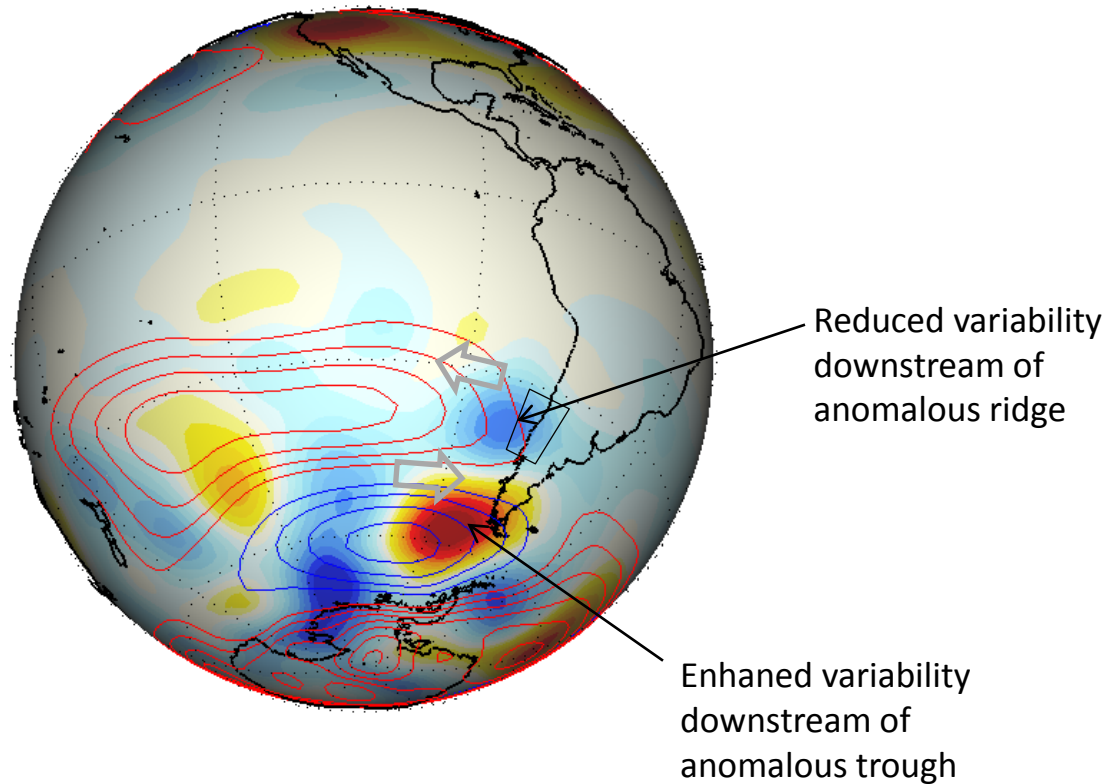 Reduced variability
downstream of
anomalous ridge
Enhaned variability
downstream of
anomalous trough